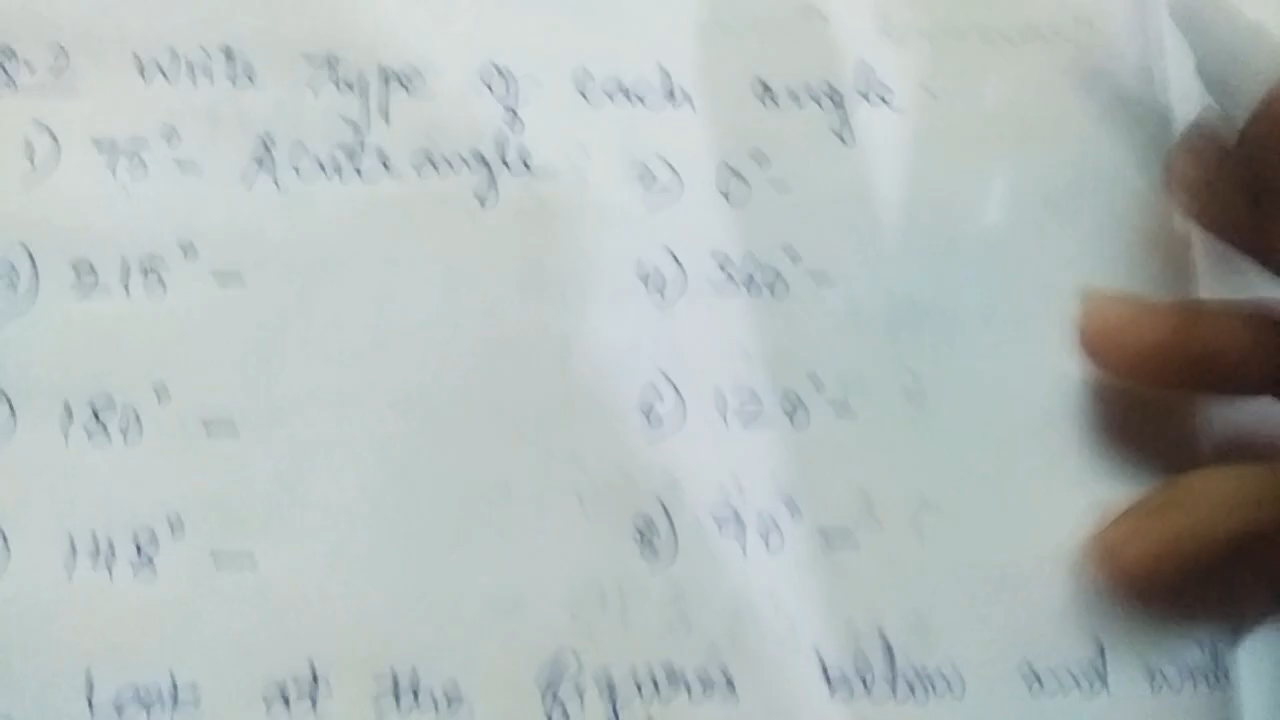 Write type of each angle.
1) 75° = Acute angle 2) 0° =
3) 215° = 4) 360° =
180° = 6) 120° =
148° = 8) 90° =
at the figures below and